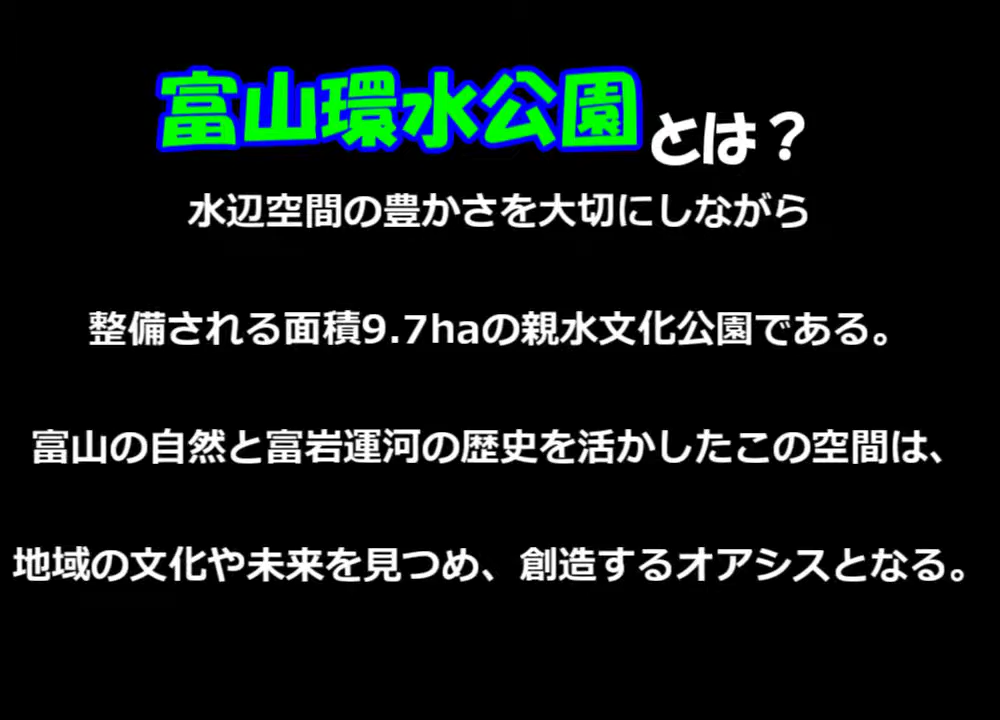 富山環水公園とは?
水辺空間の豊かさを大切にしながら
整備される面積9.7haの親水文化公園である。
富山の自然と富岩運河の歴史を活かしたこの空間は、
地域の文化や未来を見つめ、創造するオアシスとなる。